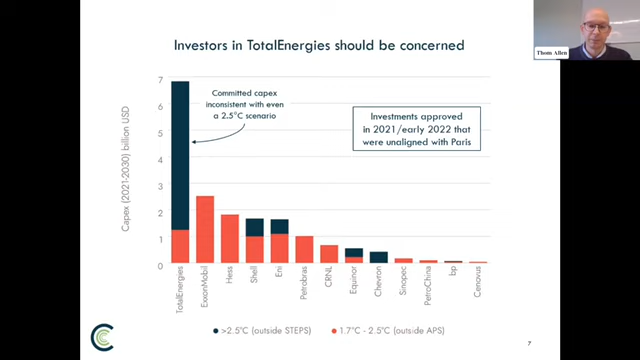 Investors in TotalEnergies should be concerned
Thom Allen
7
6
5
4
3
2
1
0
Capex (2021-2030) billion USD
Committed capex
inconsistent with even
a 2.5°C scenario
Investments approved
in 2021/early 2022 that
were unaligned with Paris
TotalEnergies
ExxonMobil
Hess
Shell
Eni
Petrobras
CRNL
Equinor
Chevron
Sinopec
PetroChina
bp
Cenovus
>2.5°C (outside STEPS)
1.7°C - 2.5°C (outside APS)
7